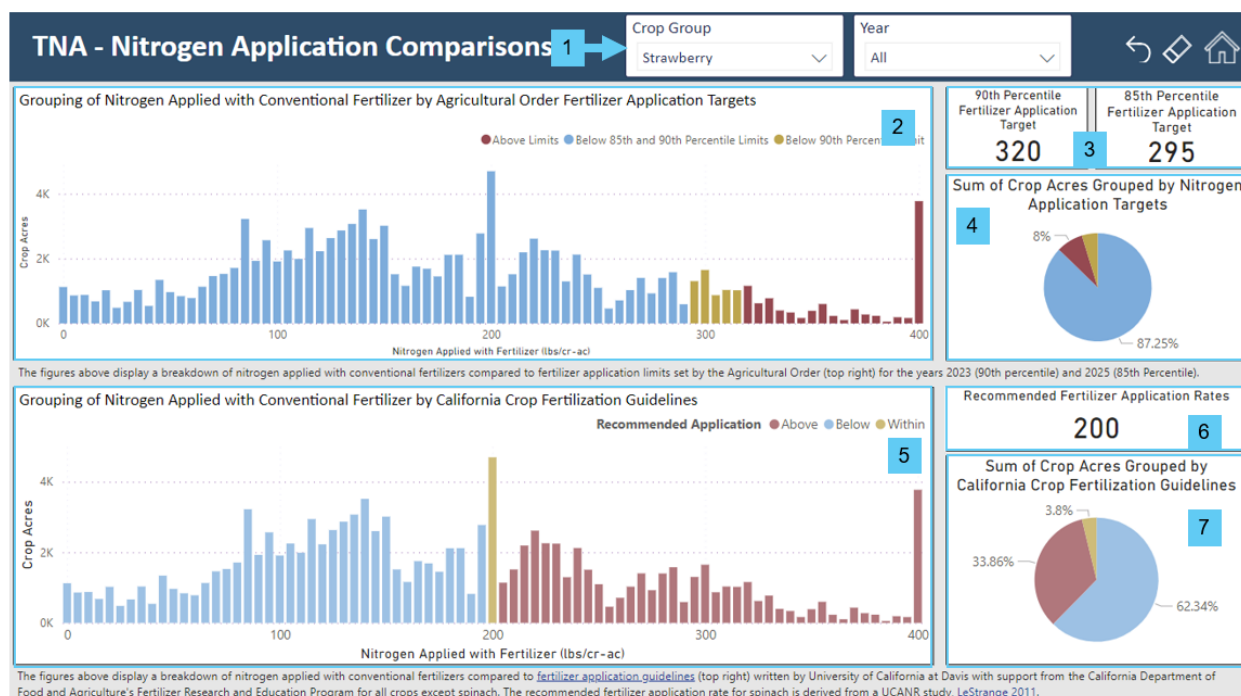 TNA - Nitrogen Application Comparisons
1
Crop Group
Strawberry
Year
All
Grouping of Nitrogen Applied with Conventional Fertilizer by Agricultural Order Fertilizer Application Targets
2
Above Limits Below 85th and 90th Percentile Limits Below 90th
Crop Acres
4K
2K
0K
0 100 200 300 400
Nitrogen Applied with Fertilizer (lbs/cr-ac)
90th Percentile
Fertilizer Application
Target
320
3
85th Percentile
Fertilizer Application
Target
295
Sum of Crop Acres Grouped by Nitrogen
Application Targets
4
8%
87.25%
The figures above display a breakdown of nitrogen applied with conventional fertilizers compared to fertilizer application limits set by the Agricultural Order (top right) for the years 2023 (90th percentile) and 2025 (85th Percentile).
Grouping of Nitrogen Applied with Conventional Fertilizer by California Crop Fertilization Guidelines
Recommended Application Above Below Within
5
Crop Acres
4K
2K
0K
0 100 200 300 400
Nitrogen Applied with Fertilizer (lbs/cr-ac)
Recommended Fertilizer Application Rates
200
6
Sum of Crop Acres Grouped by
California Crop Fertilization Guidelines
7
3.8%
33.86%
62.34%
The figures above display a breakdown of nitrogen applied with conventional fertilizers compared to fertilizer application guidelines (top right) written by University of California at Davis with support from the California Department of
Food and Agriculture's Fertilizer Research and Education Program for all crops except spinach. The recommended fertilizer application rate for spinach is derived from a UCANR study, LeStrange 2011.